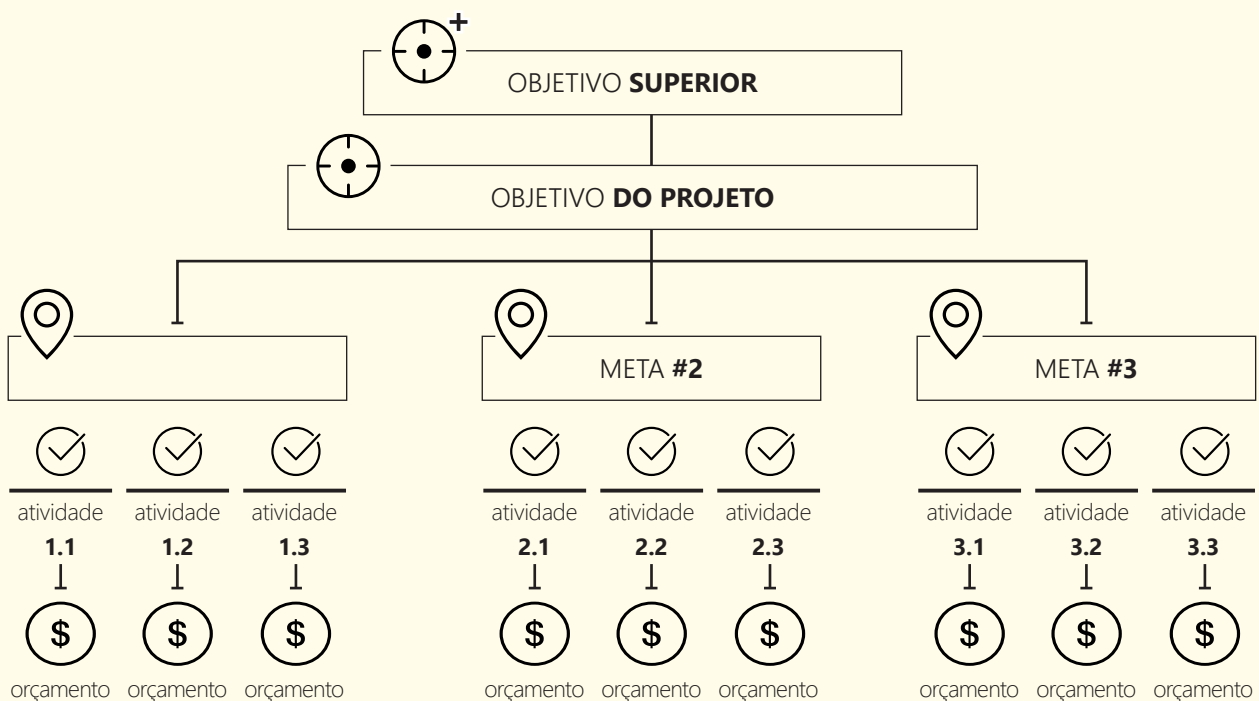 OBJETIVO SUPERIOR
OBJETIVO DO PROJETO
META #2
META #3
atividade atividade atividade atividade atividade atividade atividade atividade atividade
1.1 1.2 1.3 2.1 2.2 2.3 3.1 3.2 3.3
$ $ $ $ $ $ $ $ $
orçamento orçamento orçamento orçamento orçamento orçamento orçamento orçamento orçamento